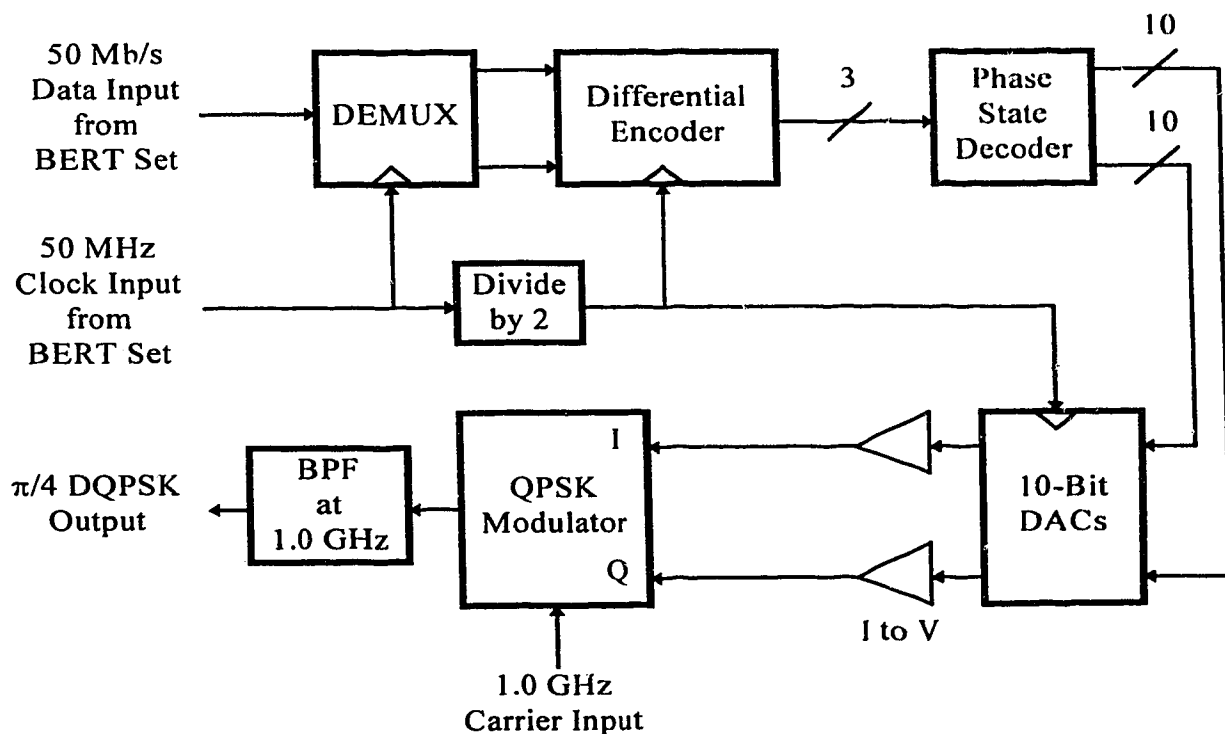 50 Mb/s
Data Input
from
BERT Set
DEMUX
Differential
Encoder
3
Phase
State
Decoder
10
10
50 MHz
Clock Input
from
BERT Set
Divide
by 2
π/4 DQPSK
Output
BPF
at
1.0 GHz
QPSK
Modulator
I
Q
I to V
10-Bit
DACs
1.0 GHz
Carrier Input